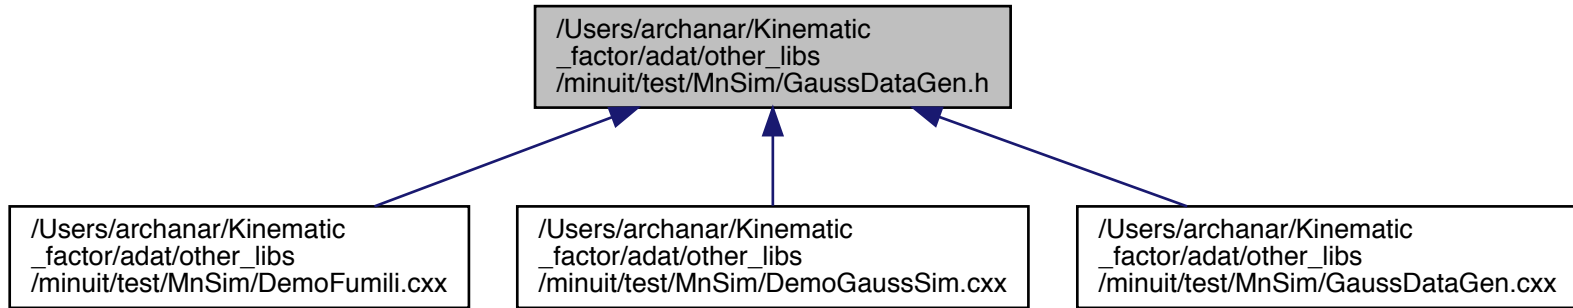 /Users/archanar/Kinematic
_factor/adat/other_libs
/minuit/test/MnSim/GaussDataGen.h
/Users/archanar/Kinematic
_factor/adat/other_libs
/minuit/test/MnSim/DemoFumili.cxx
/Users/archanar/Kinematic
_factor/adat/other_libs
/minuit/test/MnSim/DemoGaussSim.cxx
/Users/archanar/Kinematic
_factor/adat/other_libs
/minuit/test/MnSim/GaussDataGen.cxx